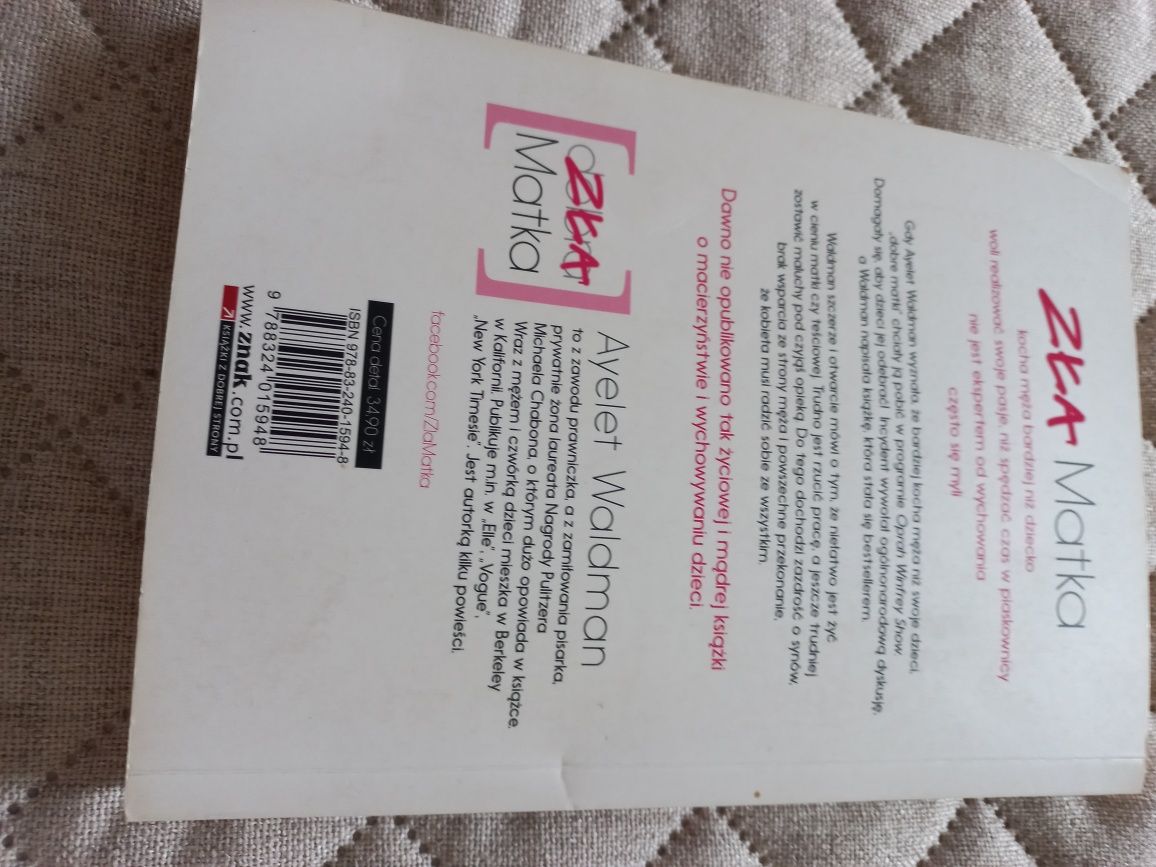 ZŁA Matka
kocha męża bardziej niż dziecko
woli realizować swoje pasje, niż spędzać czas w piaskownicy
nie jest ekspertem od wychowania
często się myli
Gdy Ayelet Waldman wyznała, że bardziej kocha męża niż swoje dzieci,
„dobre matki" chciały ją pobić w programie Oprah Winfrey Show.
Domagały się, aby dzieci jej odebrać! Incydent wywołał ogólnonarodową dyskusję,
a Waldman napisała książkę, która stała się bestsellerem.
Waldman szczerze i otwarcie mówi o tym, że niełatwo jest żyć
w cieniu matki czy teściowej. Trudno jest rzucić pracę, a jeszcze trudniej
zostawić maluchy pod czyjąś opieką. Do tego dochodzi zazdrość o synów,
brak wsparcia ze strony męża i powszechne przekonanie,
że kobieta musi radzić sobie ze wszystkim.
Dawno nie opublikowano tak życiowej i mądrej książki
o macierzyństwie i wychowywaniu dzieci.
[dobra ZŁA
Matka]
Ayelet Waldman
to z zawodu prawniczka, a z zamiłowania pisarka,
prywatnie żona laureata Nagrody Pulitzera
Michaela Chabona, o którym dużo opowiada w książce.
Wraz z mężem i czwórką dzieci mieszka w Berkeley
w Kalifornii. Publikuje m.in. w „Elle", „Vogue",
„New York Timesie". Jest autorką kilku powieści.
facebook.com/ZlaMatka
Cena detal. 34,90 zł
ISBN 978-83-240-1594-8
9 788324 015948
www.znak.com.pl
KSIĄŻKI Z DOBREJ STRONY